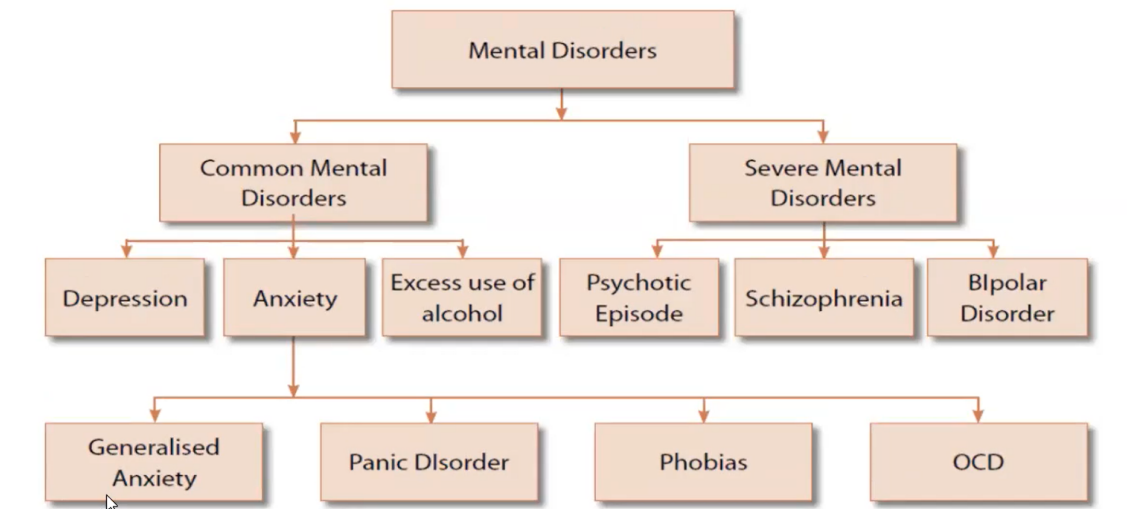 Mental Disorders
Common Mental
Disorders
Severe Mental
Disorders
Depression
Anxiety
Excess use of
alcohol
Psychotic
Episode
Schizophrenia
BIpolar
Disorder
Generalised
Anxiety
Panic DIsorder
Phobias
OCD